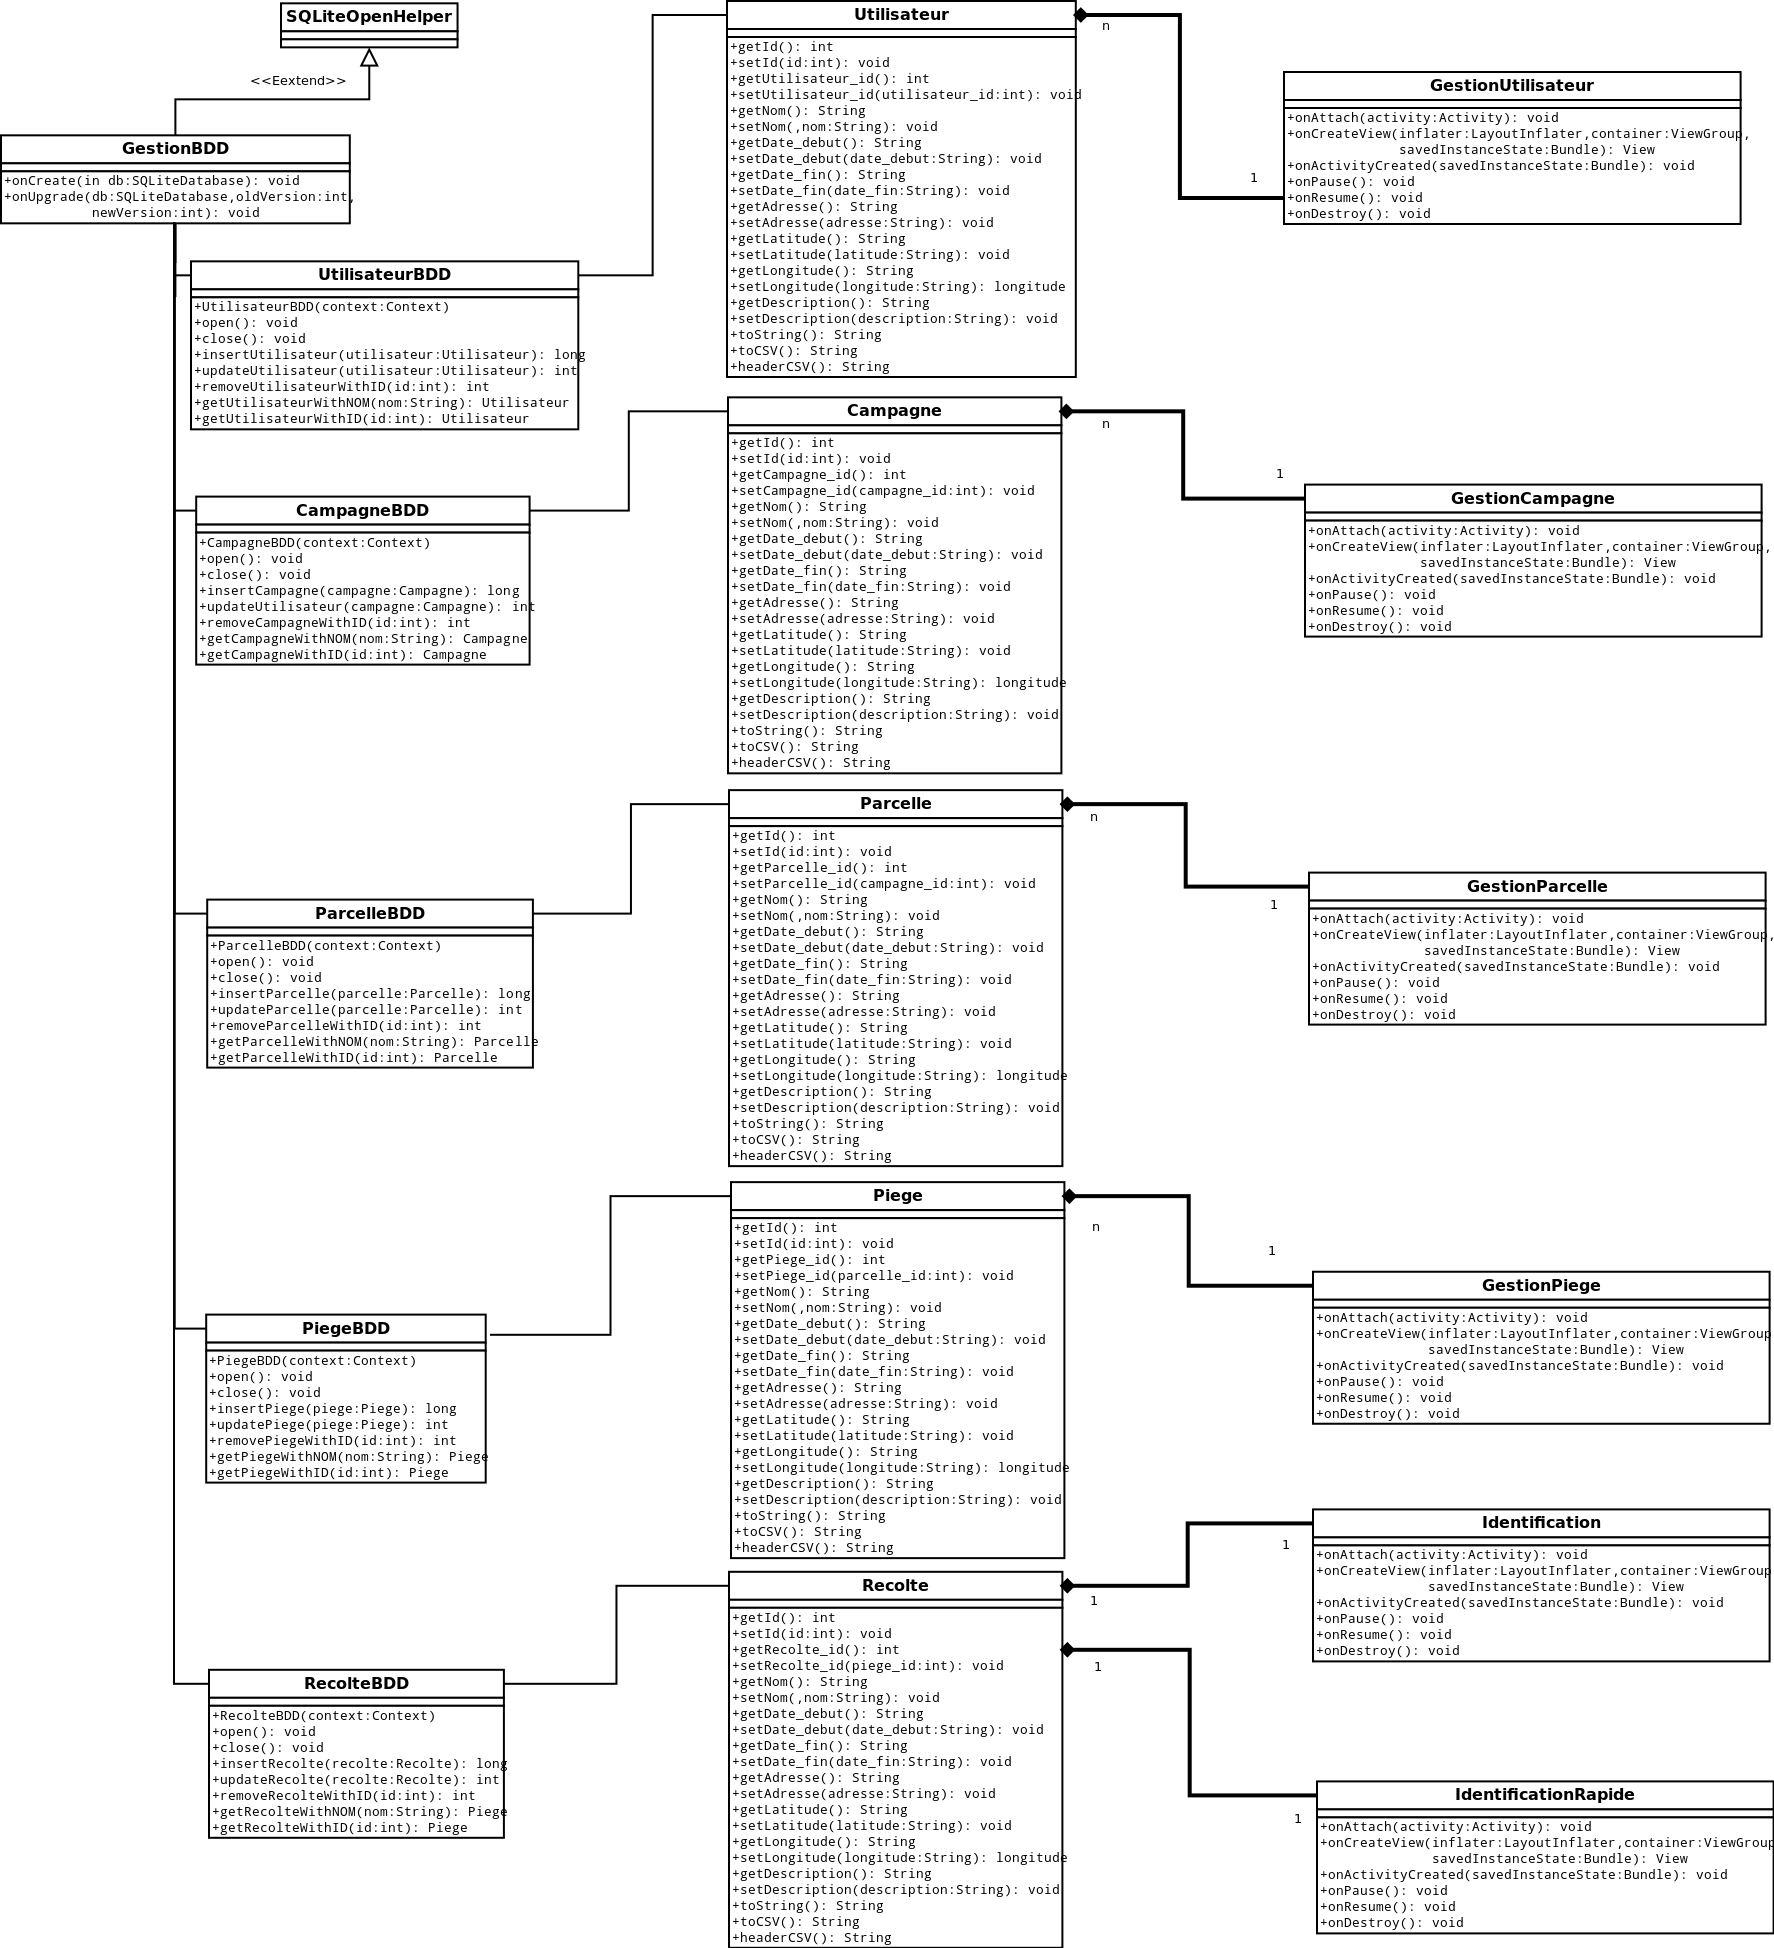 SQLiteOpenHelper
<<Eextend>>
GestionBDD
+onCreate(in db:SQLiteDatabase): void
+onUpgrade(db:SQLiteDatabase,oldVersion:int,
newVersion:int): void
UtilisateurBDD
+UtilisateurBDD(context:Context)
+open(): void
+close(): void
+insertUtilisateur(utilisateur:Utilisateur): long
+updateUtilisateur(utilisateur:Utilisateur): int
+removeUtilisateurWithID(id:int): int
+getUtilisateurWithNOM(nom:String): Utilisateur
+getUtilisateurWithID(id:int): Utilisateur
CampagneBDD
+CampagneBDD(context:Context)
+open(): void
+close(): void
+insertCampagne(campagne:Campagne): long
+updateUtilisateur(campagne:Campagne): int
+removeCampagneWithID(id:int): int
+getCampagneWithNOM(nom:String): Campagne
+getCampagneWithID(id:int): Campagne
ParcelleBDD
+ParcelleBDD(context:Context)
+open(): void
+close(): void
+insertParcelle(parcelle:Parcelle): long
+updateParcelle(parcelle:Parcelle): int
+removeParcelleWithID(id:int): int
+getParcelleWithNOM(nom:String): Parcelle
+getParcelleWithID(id:int): Parcelle
PiegeBDD
+PiegeBDD(context:Context)
+open(): void
+close(): void
+insertPiege(piege:Piege): long
+updatePiege(piege:Piege): int
+removePiegeWithID(id:int): int
+getPiegeWithNOM(nom:String): Piege
+getPiegeWithID(id:int): Piege
RecolteBDD
+RecolteBDD(context:Context)
+open(): void
+close(): void
+insertRecolte(recolte:Recolte): long
+updateRecolte(recolte:Recolte): int
+removeRecolteWithID(id:int): int
+getRecolteWithNOM(nom:String): Piege
+getRecolteWithID(id:int): Piege
Utilisateur
+getId(): int
+setId(id:int): void
+getUtilisateur_id(): int
+setUtilisateur_id(utilisateur_id:int): void
+getNom(): String
+setNom(,nom:String): void
+getDate_debut(): String
+setDate_debut(date_debut:String): void
+getDate_fin(): String
+setDate_fin(date_fin:String): void
+getAdresse(): String
+setAdresse(adresse:String): void
+getLatitude(): String
+setLatitude(latitude:String): void
+getLongitude(): String
+setLongitude(longitude:String): longitude
+getDescription(): String
+setDescription(description:String): void
+toString(): String
+toCSV(): String
+headerCSV(): String
Campagne
+getId(): int
+setId(id:int): void
+getCampagne_id(): int
+setCampagne_id(campagne_id:int): void
+getNom(): String
+setNom(,nom:String): void
+getDate_debut(): String
+setDate_debut(date_debut:String): void
+getDate_fin(): String
+setDate_fin(date_fin:String): void
+getAdresse(): String
+setAdresse(adresse:String): void
+getLatitude(): String
+setLatitude(latitude:String): void
+getLongitude(): String
+setLongitude(longitude:String): longitude
+getDescription(): String
+setDescription(description:String): void
+toString(): String
+toCSV(): String
+headerCSV(): String
Parcelle
+getId(): int
+setId(id:int): void
+getParcelle_id(): int
+setParcelle_id(campagne_id:int): void
+getNom(): String
+setNom(,nom:String): void
+getDate_debut(): String
+setDate_debut(date_debut:String): void
+getDate_fin(): String
+setDate_fin(date_fin:String): void
+getAdresse(): String
+setAdresse(adresse:String): void
+getLatitude(): String
+setLatitude(latitude:String): void
+getLongitude(): String
+setLongitude(longitude:String): longitude
+getDescription(): String
+setDescription(description:String): void
+toString(): String
+toCSV(): String
+headerCSV(): String
Piege
+getId(): int
+setId(id:int): void
+getPiege_id(): int
+setPiege_id(parcelle_id:int): void
+getNom(): String
+setNom(,nom:String): void
+getDate_debut(): String
+setDate_debut(date_debut:String): void
+getDate_fin(): String
+setDate_fin(date_fin:String): void
+getAdresse(): String
+setAdresse(adresse:String): void
+getLatitude(): String
+setLatitude(latitude:String): void
+getLongitude(): String
+setLongitude(longitude:String): longitude
+getDescription(): String
+setDescription(description:String): void
+toString(): String
+toCSV(): String
+headerCSV(): String
Recolte
+getId(): int
+setId(id:int): void
+getRecolte_id(): int
+setRecolte_id(piege_id:int): void
+getNom(): String
+setNom(,nom:String): void
+getDate_debut(): String
+setDate_debut(date_debut:String): void
+getDate_fin(): String
+setDate_fin(date_fin:String): void
+getAdresse(): String
+setAdresse(adresse:String): void
+getLatitude(): String
+setLatitude(latitude:String): void
+getLongitude(): String
+setLongitude(longitude:String): longitude
+getDescription(): String
+setDescription(description:String): void
+toString(): String
+toCSV(): String
+headerCSV(): String
n
1
GestionUtilisateur
+onAttach(activity:Activity): void
+onCreateView(inflater:LayoutInflater,container:ViewGroup,
savedInstanceState:Bundle): View
+onActivityCreated(savedInstanceState:Bundle): void
+onPause(): void
+onResume(): void
+onDestroy(): void
n
1
GestionCampagne
+onAttach(activity:Activity): void
+onCreateView(inflater:LayoutInflater,container:ViewGroup,
savedInstanceState:Bundle): View
+onActivityCreated(savedInstanceState:Bundle): void
+onPause(): void
+onResume(): void
+onDestroy(): void
n
1
GestionParcelle
+onAttach(activity:Activity): void
+onCreateView(inflater:LayoutInflater,container:ViewGroup,
savedInstanceState:Bundle): View
+onActivityCreated(savedInstanceState:Bundle): void
+onPause(): void
+onResume(): void
+onDestroy(): void
n
1
GestionPiege
+onAttach(activity:Activity): void
+onCreateView(inflater:LayoutInflater,container:ViewGroup
savedInstanceState:Bundle): View
+onActivityCreated(savedInstanceState:Bundle): void
+onPause(): void
+onResume(): void
+onDestroy(): void
1
1
Identification
+onAttach(activity:Activity): void
+onCreateView(inflater:LayoutInflater,container:ViewGroup
savedInstanceState:Bundle): View
+onActivityCreated(savedInstanceState:Bundle): void
+onPause(): void
+onResume(): void
+onDestroy(): void
1
1
IdentificationRapide
+onAttach(activity:Activity): void
+onCreateView(inflater:LayoutInflater,container:ViewGroup
savedInstanceState:Bundle): View
+onActivityCreated(savedInstanceState:Bundle): void
+onPause(): void
+onResume(): void
+onDestroy(): void